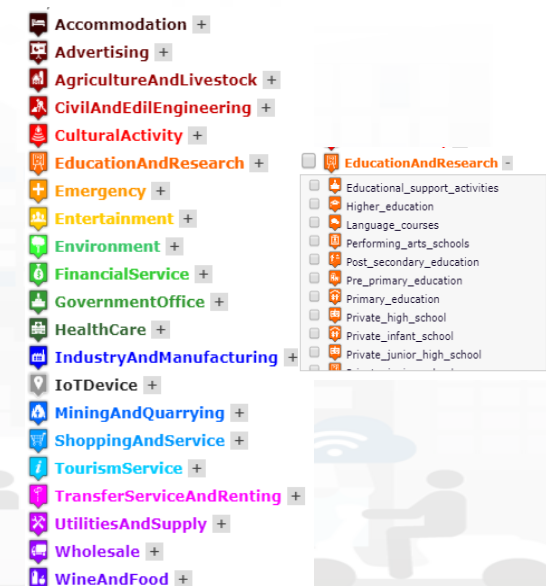 Accommodation +
Advertising +
AgricultureAndLivestock +
CivilAndEdilEngineering +
CulturalActivity +
EducationAndResearch +
Emergency +
Entertainment +
Environment +
FinancialService +
GovernmentOffice +
HealthCare +
IndustryAndManufacturing +
IoTDevice +
MiningAndQuarrying +
ShoppingAndService +
TourismService +
TransferServiceAndRenting +
UtilitiesAndSupply +
Wholesale +
WineAndFood +
EducationAndResearch -
Educational_support_activities
Higher_education
Language_courses
Performing_arts_schools
Post_secondary_education
Pre_primary_education
Primary_education
Private_high_school
Private_infant_school
Private_junior_high_school